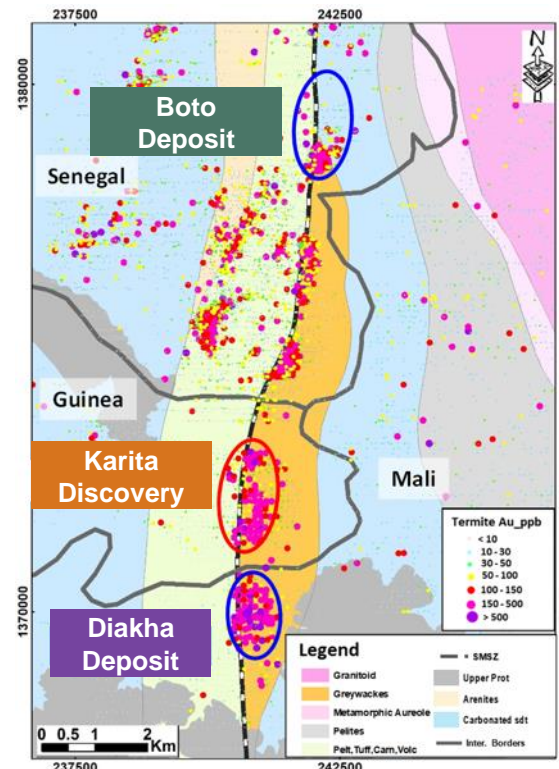 237500
242500
1380000
N
Boto
Deposit
Senegal
Guinea
Karita
Discovery
Mali
Termite Au_ppb
< 10
10 - 30
30 - 50
50 - 100
100 - 150
150 - 500
> 500
1370000
Diakha
Deposit
Legend
Granitoid
Greywackes
Metamorphic Aureole
Pelites
Pelt,Tuff,Carn,Volc
SMSZ
Upper Prot
Arenites
Carbonated sdt
Inter. Borders
0 0.5 1 2
Km
237500
242500